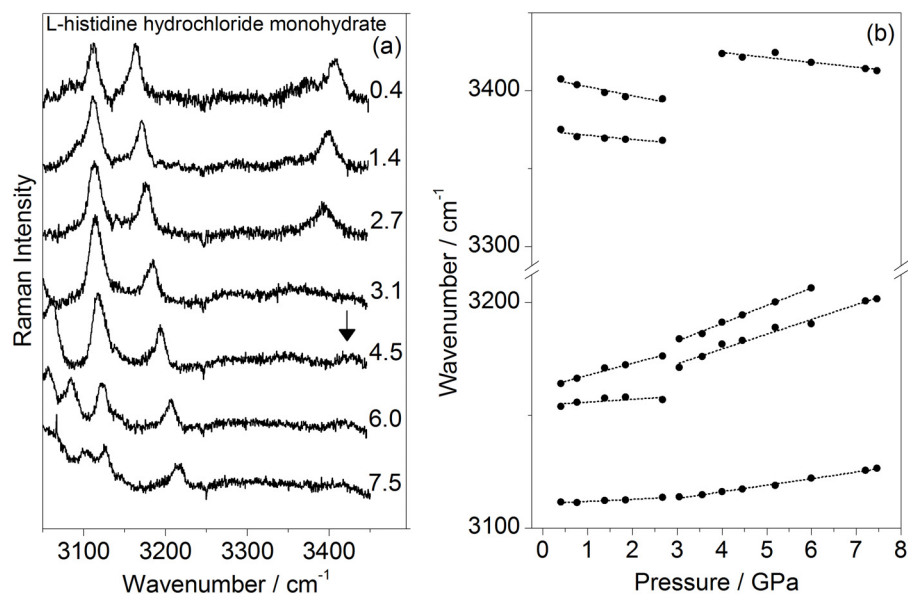 L-histidine hydrochloride monohydrate
(a)
0.4
1.4
2.7
3.1
4.5
6.0
7.5
Raman Intensity
3100 3200 3300 3400
Wavenumber / cm⁻¹
(b)
3400
3300
3200
3100
Wavenumber / cm⁻¹
0 1 2 3 4 5 6 7 8
Pressure / GPa